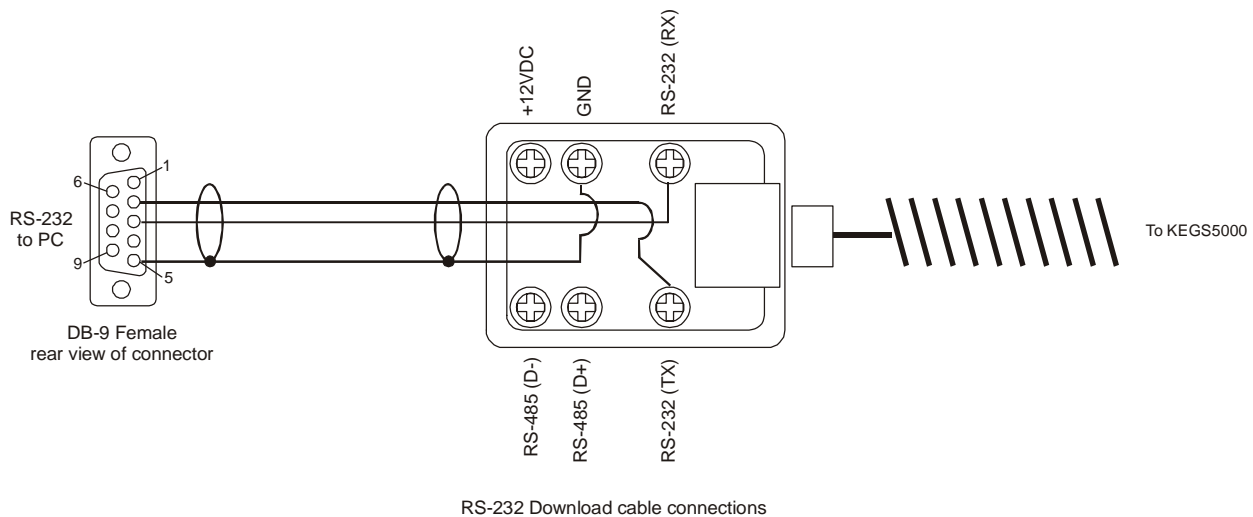 +12VDC
GND
RS-232 (RX)
1
6
RS-232
to PC
9
5
To KEGS5000
DB-9 Female
rear view of connector
RS-485 (D-)
RS-485 (D+)
RS-232 (TX)
RS-232 Download cable connections